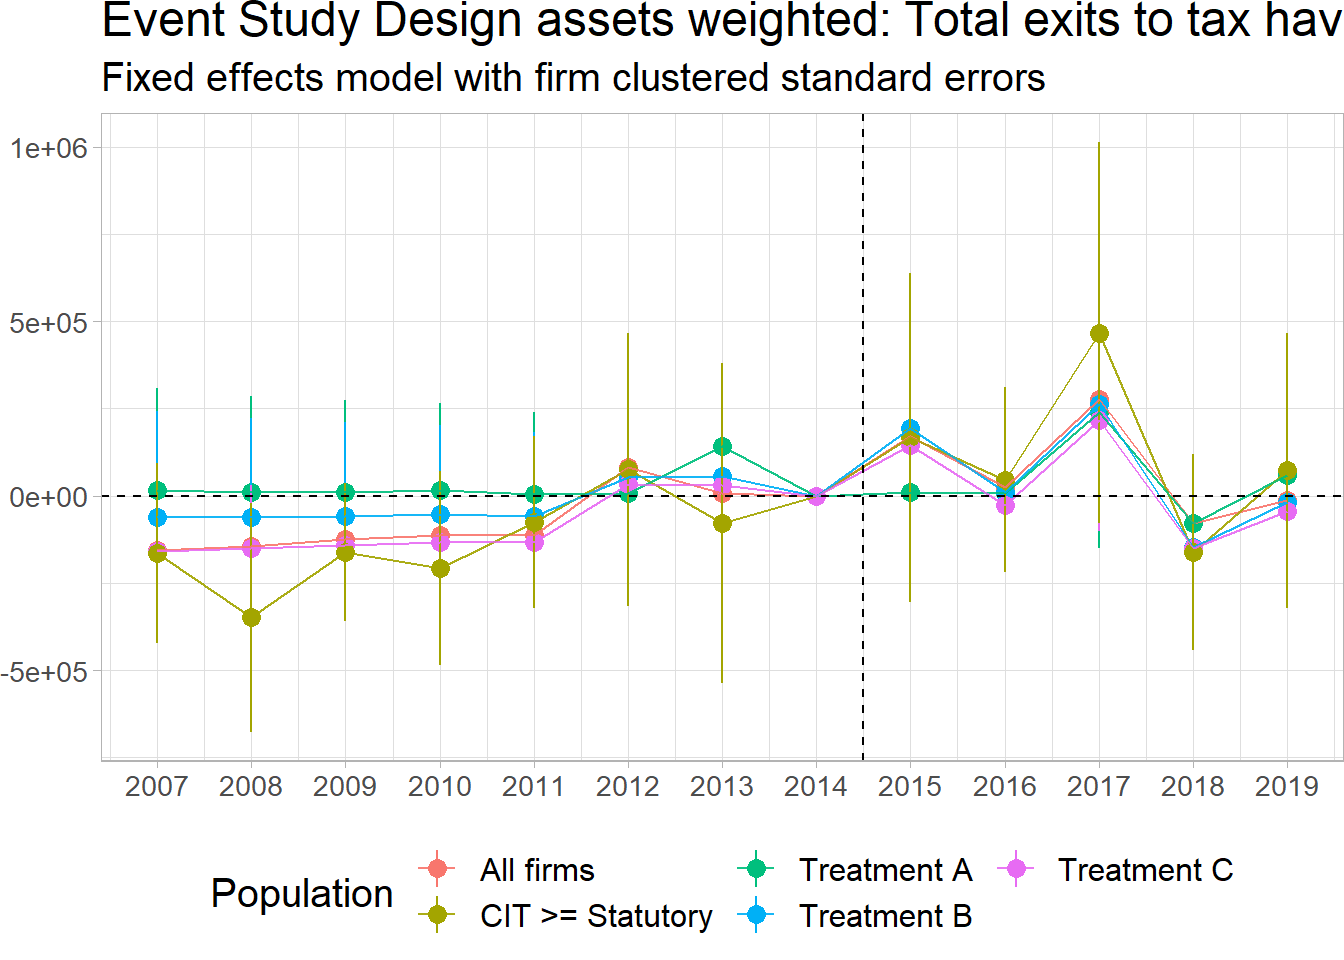 Event Study Design assets weighted: Total exits to tax hav
Fixed effects model with firm clustered standard errors
1e+06
5e+05
0e+00
-5e+05
2007 2008 2009 2010 2011 2012 2013 2014 2015 2016 2017 2018 2019
Population
All firms Treatment A Treatment C
CIT >= Statutory Treatment B